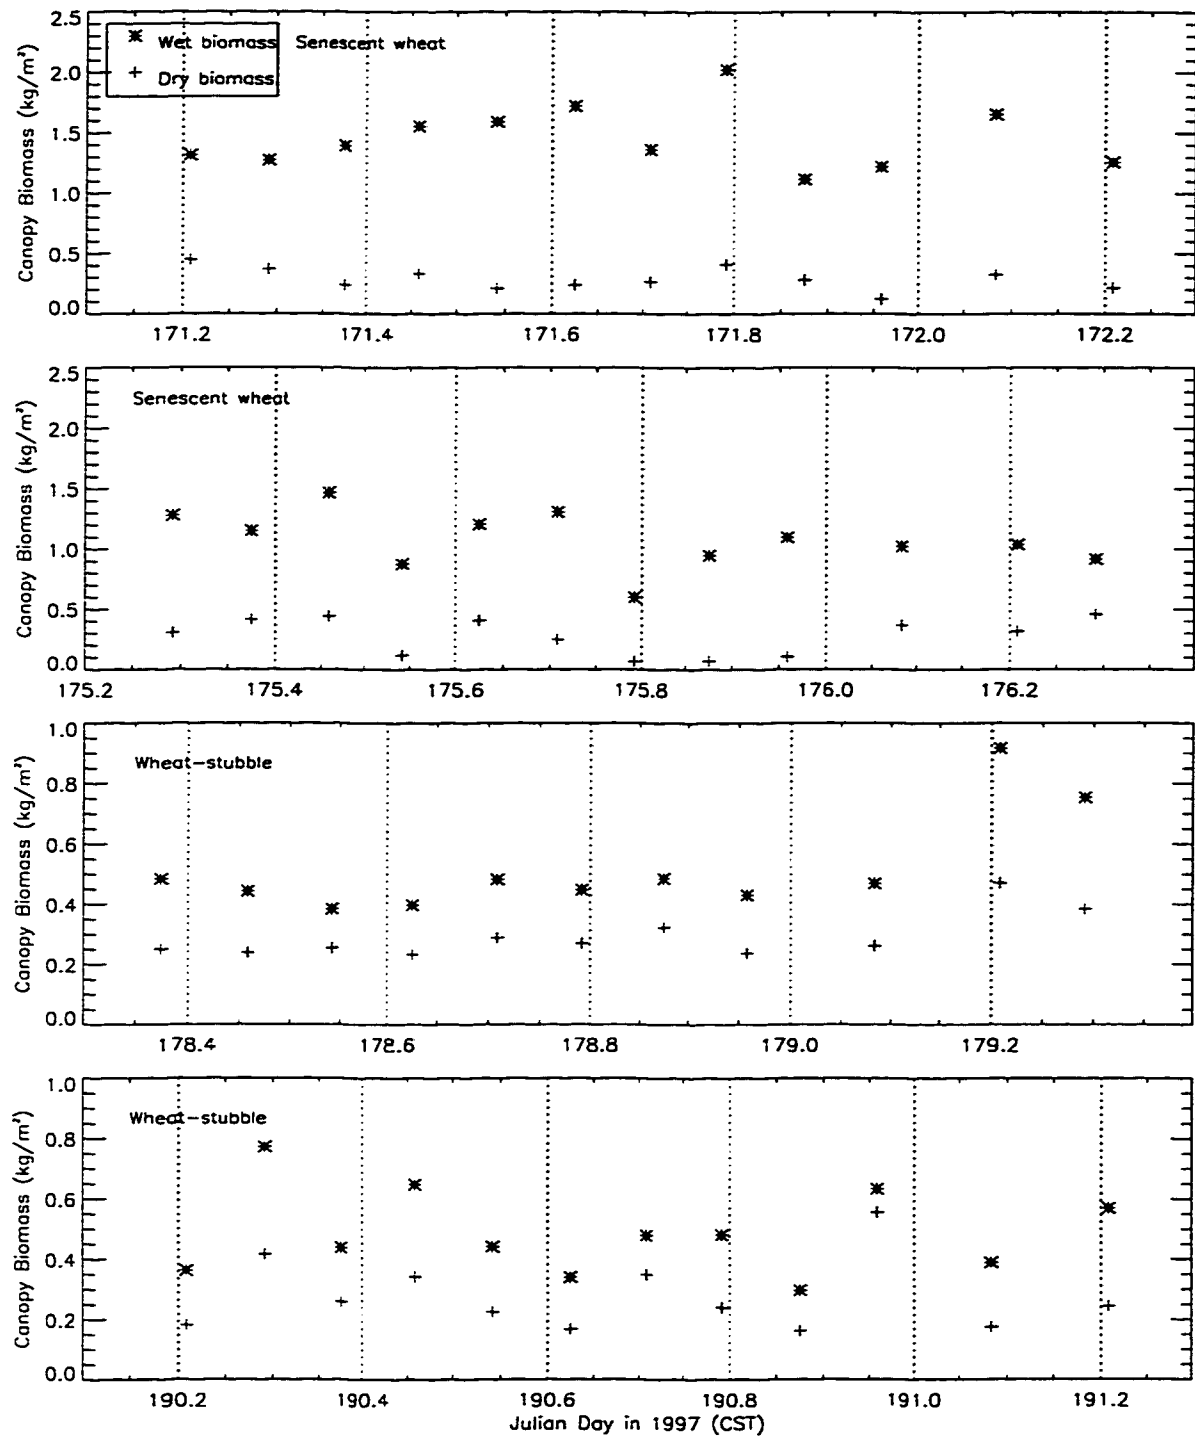 Wet biomass Senescent wheat
Dry biomass
Canopy Biomass (kg/m²)
2.5
2.0
1.5
1.0
0.5
0.0
171.2 171.4 171.6 171.8 172.0 172.2
Senescent wheat
Canopy Biomass (kg/m²)
2.5
2.0
1.5
1.0
0.5
0.0
175.2 175.4 175.6 175.8 176.0 176.2
Wheat-stubble
Canopy Biomass (kg/m²)
1.0
0.8
0.6
0.4
0.2
0.0
178.4 178.6 178.8 179.0 179.2
Wheat-stubble
Canopy Biomass (kg/m²)
1.0
0.8
0.6
0.4
0.2
0.0
190.2 190.4 190.6 190.8 191.0 191.2
Julian Day in 1997 (CST)